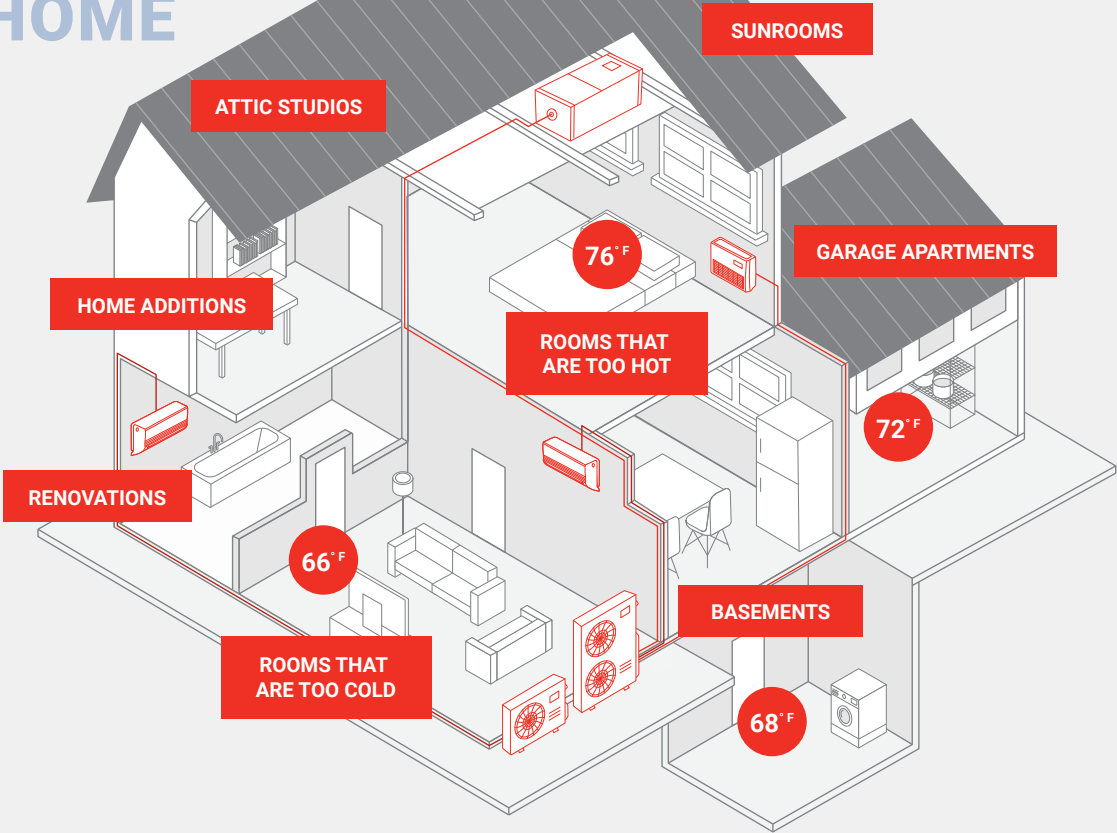 HOME
SUNROOMS
ATTIC STUDIOS
76°F
GARAGE APARTMENTS
HOME ADDITIONS
ROOMS THAT
ARE TOO HOT
72°F
RENOVATIONS
66°F
BASEMENTS
ROOMS THAT
ARE TOO COLD
68°F